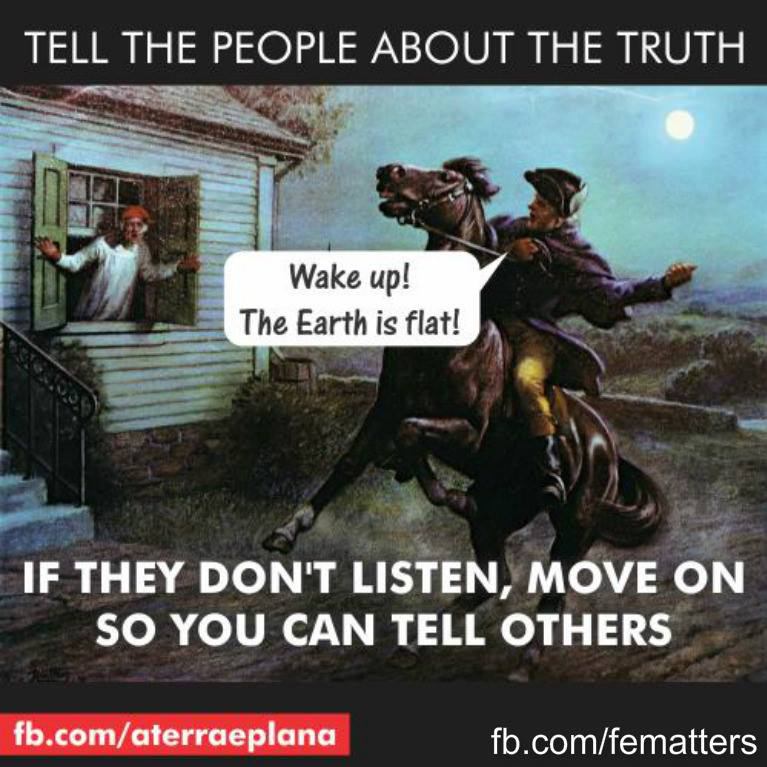 TELL THE PEOPLE ABOUT THE TRUTH
Wake up!
The Earth is flat!
IF THEY DON'T LISTEN, MOVE ON
SO YOU CAN TELL OTHERS
fb.com/aterraeplana
fb.com/fematters